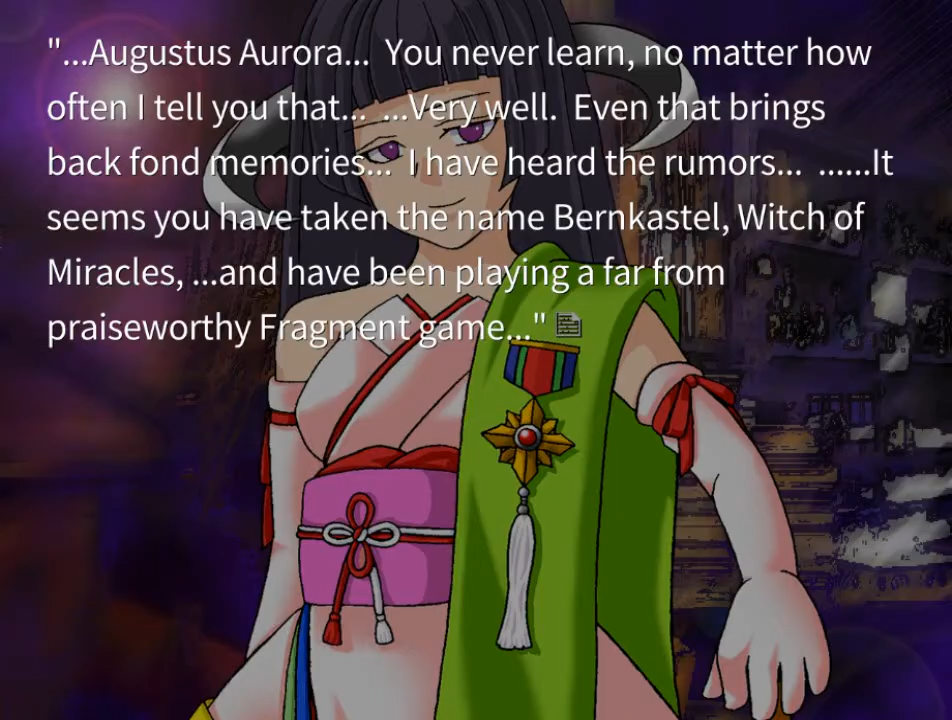 "...Augustus Aurora...  You never learn, no matter how
often I tell you that...  ...Very well.  Even that brings
back fond memories...  I have heard the rumors...  ......It
seems you have taken the name Bernkastel, Witch of
Miracles, ...and have been playing a far from
praiseworthy Fragment game..."